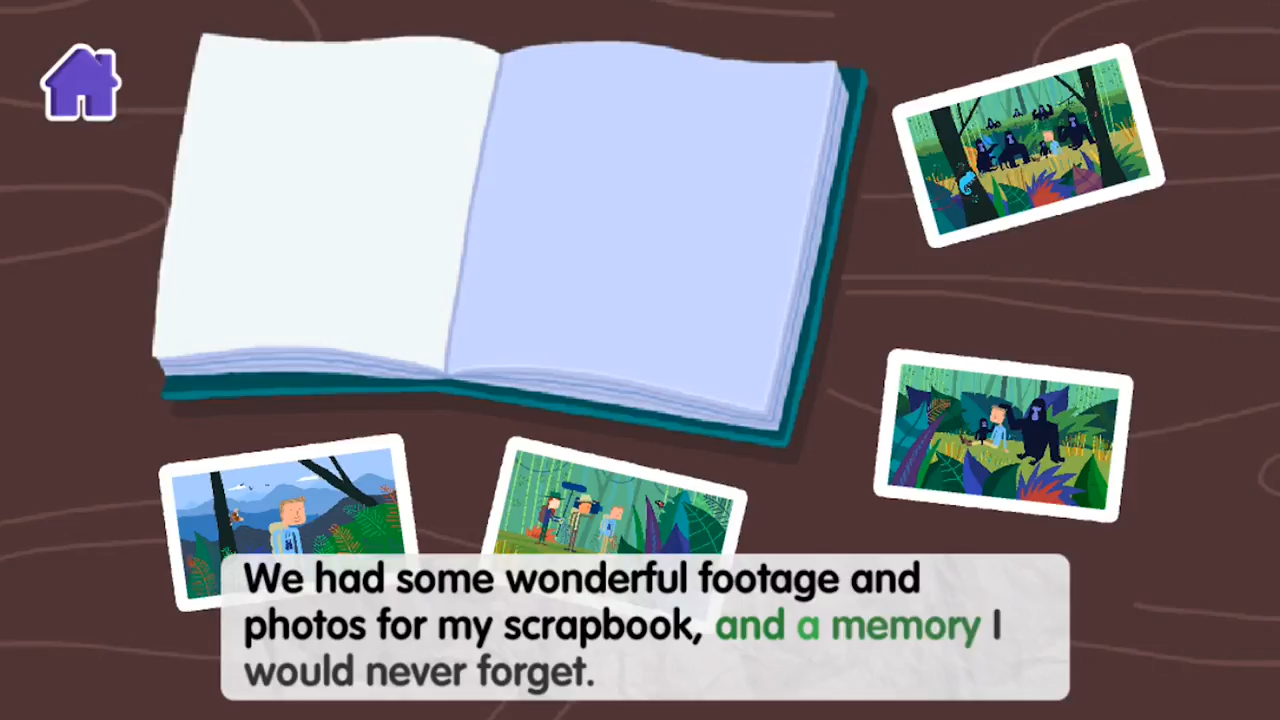 We had some wonderful footage and
photos for my scrapbook, and a memory I
would never forget.